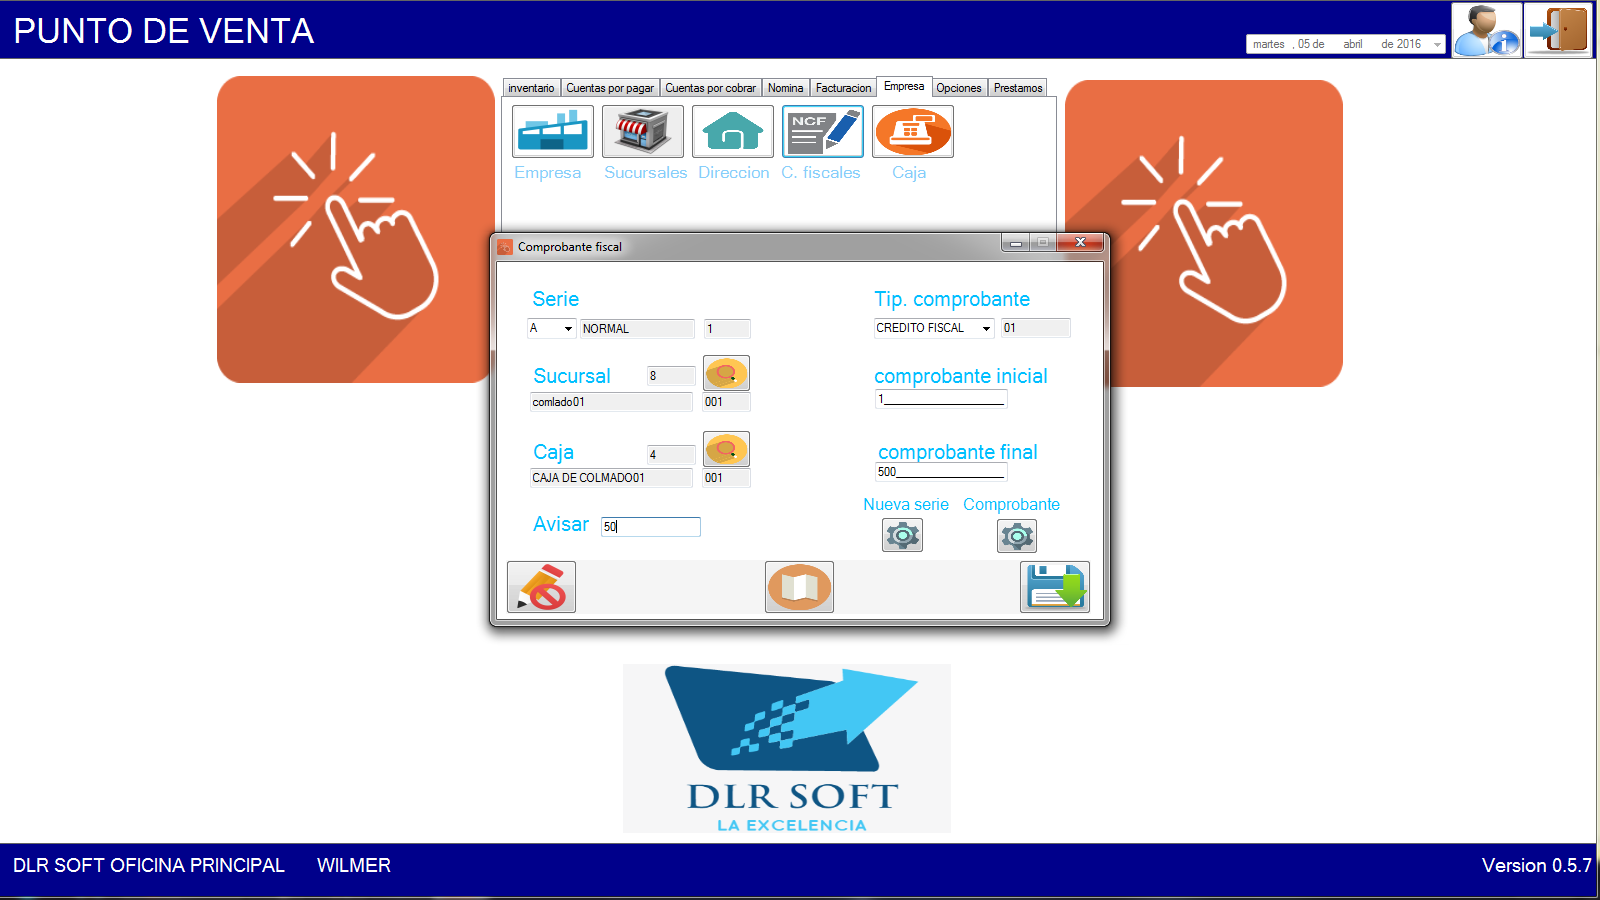 PUNTO DE VENTA
martes , 05 de abril de 2016
inventario Cuentas por pagar Cuentas por cobrar Nomina Facturacion Empresa Opciones Prestamos
NCF
Empresa Sucursales Direccion C. fiscales Caja
Comprobante fiscal
Serie
A NORMAL 1
Tip. comprobante
CREDITO FISCAL 01
Sucursal 8
comlado01 001
comprobante inicial
1
Caja 4
CAJA DE COLMADO01 001
comprobante final
500
Avisar 50
Nueva serie Comprobante
DLR SOFT
LA EXCELENCIA
DLR SOFT OFICINA PRINCIPAL WILMER
Version 0.5.7